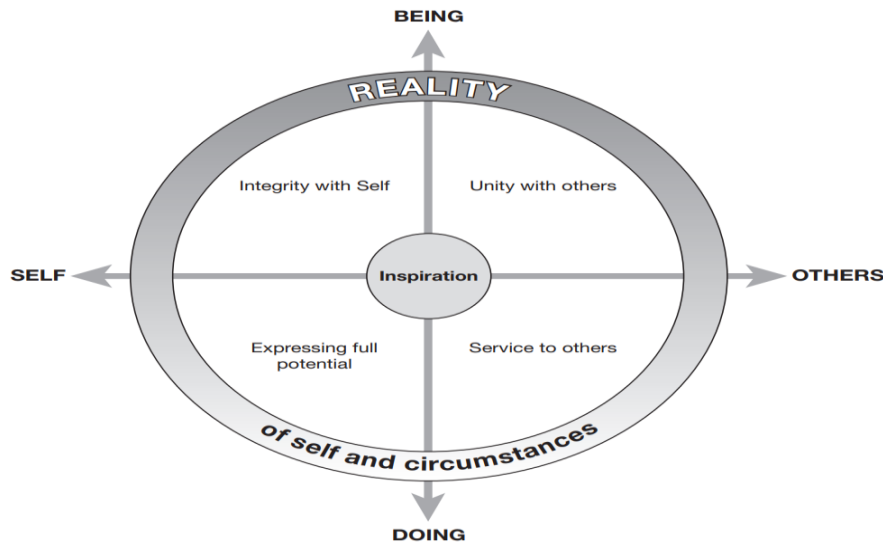 BEING
REALITY
Integrity with Self
Unity with others
SELF
Inspiration
OTHERS
Expressing full
potential
Service to others
of self and circumstances
DOING